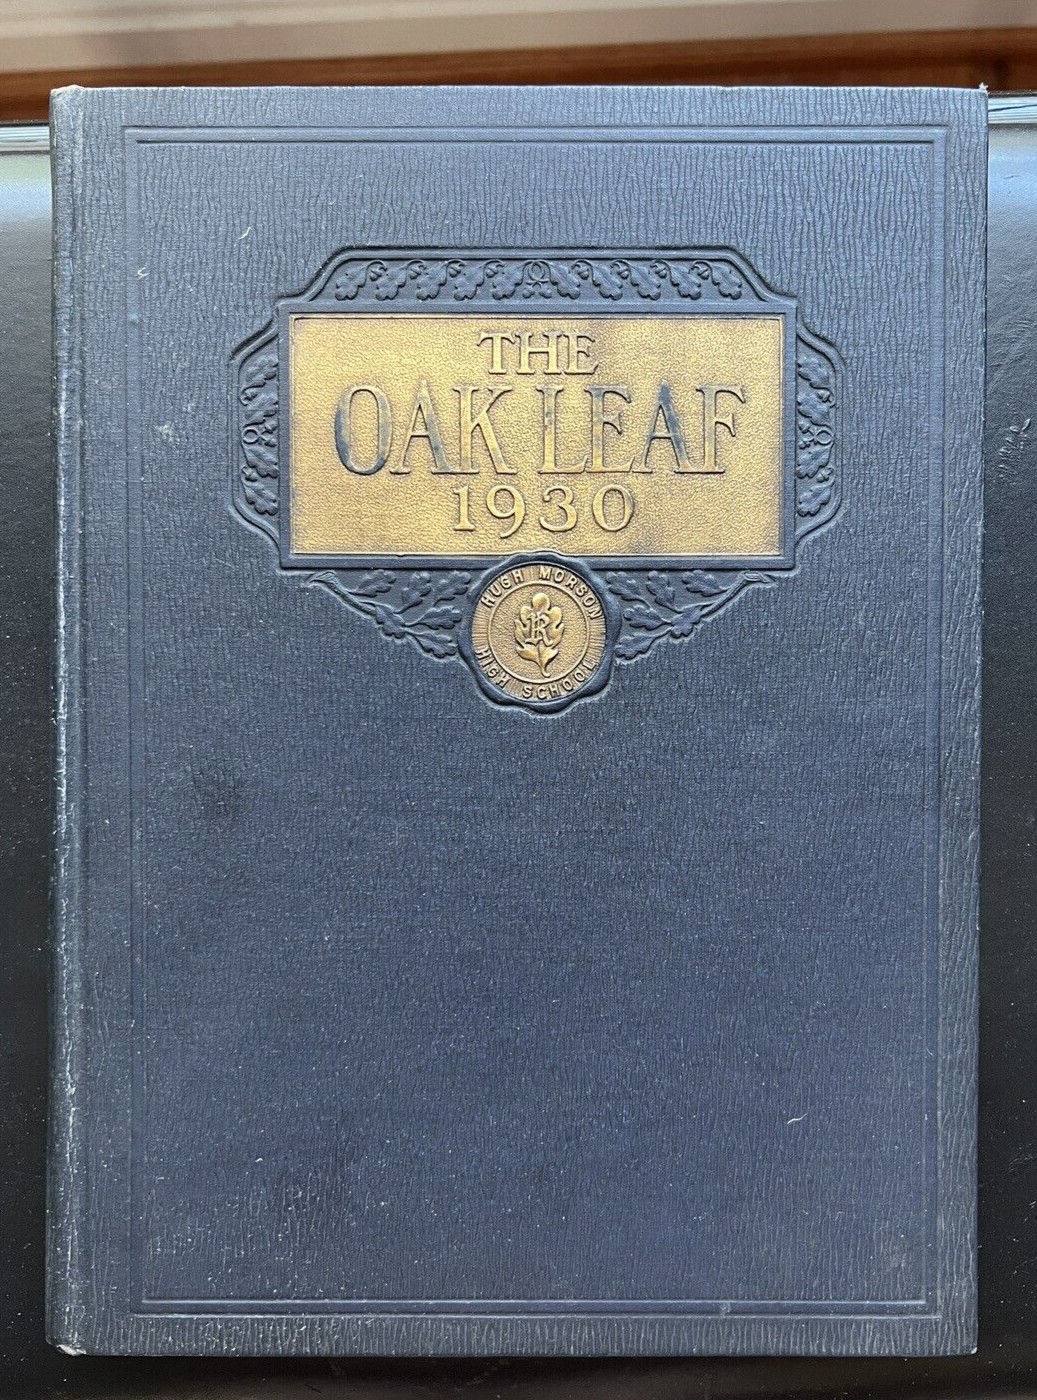 THE
OAK LEAF
1930
HUGH MORSON
HIGH SCHOOL